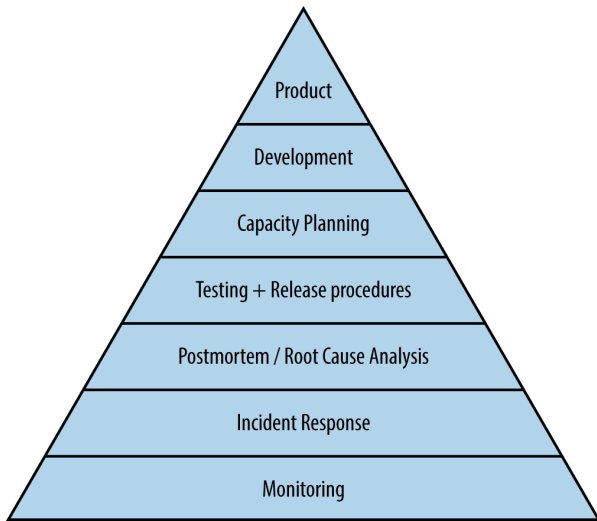 Product
Development
Capacity Planning
Testing + Release procedures
Postmortem / Root Cause Analysis
Incident Response
Monitoring